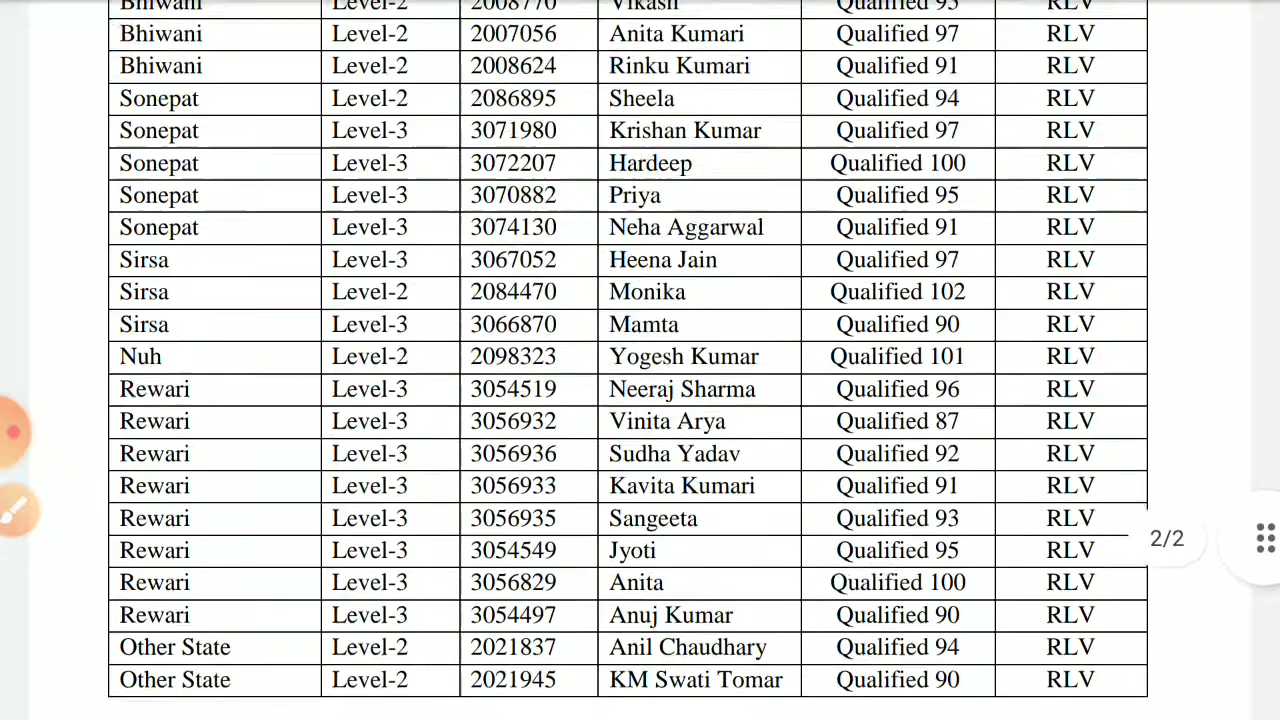 Bhiwani Level-2 2008770 Vikash Qualified 95 RLV
Bhiwani Level-2 2007056 Anita Kumari Qualified 97 RLV
Bhiwani Level-2 2008624 Rinku Kumari Qualified 91 RLV
Sonepat Level-2 2086895 Sheela Qualified 94 RLV
Sonepat Level-3 3071980 Krishan Kumar Qualified 97 RLV
Sonepat Level-3 3072207 Hardeep Qualified 100 RLV
Sonepat Level-3 3070882 Priya Qualified 95 RLV
Sonepat Level-3 3074130 Neha Aggarwal Qualified 91 RLV
Sirsa Level-3 3067052 Heena Jain Qualified 97 RLV
Sirsa Level-2 2084470 Monika Qualified 102 RLV
Sirsa Level-3 3066870 Mamta Qualified 90 RLV
Nuh Level-2 2098323 Yogesh Kumar Qualified 101 RLV
Rewari Level-3 3054519 Neeraj Sharma Qualified 96 RLV
Rewari Level-3 3056932 Vinita Arya Qualified 87 RLV
Rewari Level-3 3056936 Sudha Yadav Qualified 92 RLV
Rewari Level-3 3056933 Kavita Kumari Qualified 91 RLV
Rewari Level-3 3056935 Sangeeta Qualified 93 RLV
Rewari Level-3 3054549 Jyoti Qualified 95 RLV
2/2
Rewari Level-3 3056829 Anita Qualified 100 RLV
Rewari Level-3 3054497 Anuj Kumar Qualified 90 RLV
Other State Level-2 2021837 Anil Chaudhary Qualified 94 RLV
Other State Level-2 2021945 KM Swati Tomar Qualified 90 RLV